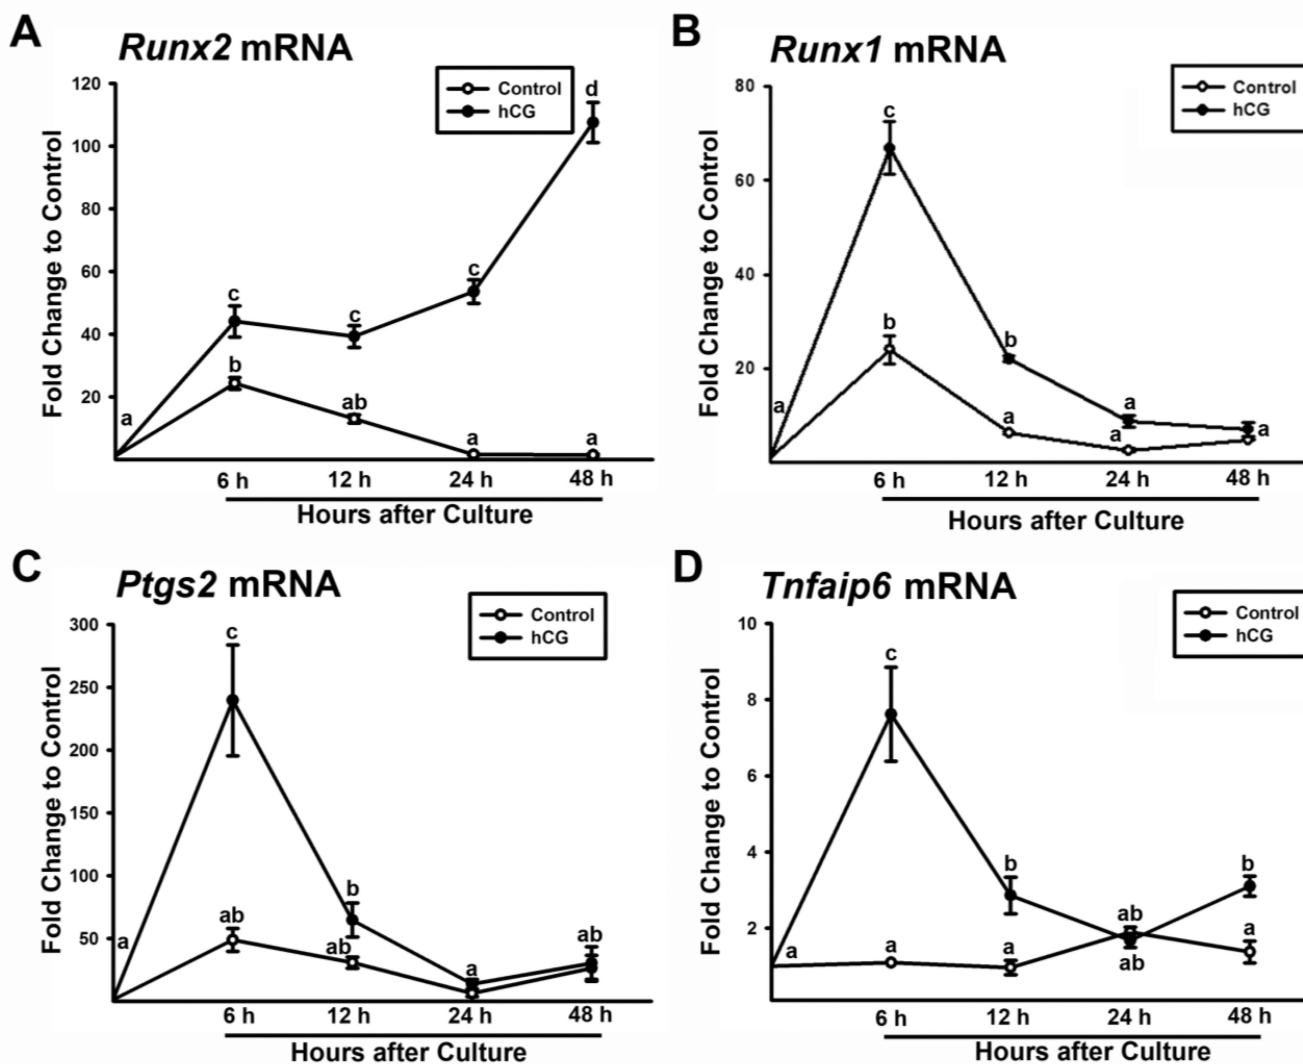 A
Runx2 mRNA
Control
hCG
Fold Change to Control
120
100
80
60
40
20
a
c
b
c
ab
c
a
d
a
6 h 12 h 24 h 48 h
Hours after Culture
B
Runx1 mRNA
Control
hCG
Fold Change to Control
80
60
40
20
a
c
b
b
a
a
a
a
6 h 12 h 24 h 48 h
Hours after Culture
C
Ptgs2 mRNA
Control
hCG
Fold Change to Control
300
250
200
150
100
50
a
c
ab
b
ab
a
ab
6 h 12 h 24 h 48 h
Hours after Culture
D
Tnfaip6 mRNA
Control
hCG
Fold Change to Control
10
8
6
4
2
a
c
a
b
a
ab
ab
b
a
6 h 12 h 24 h 48 h
Hours after Culture